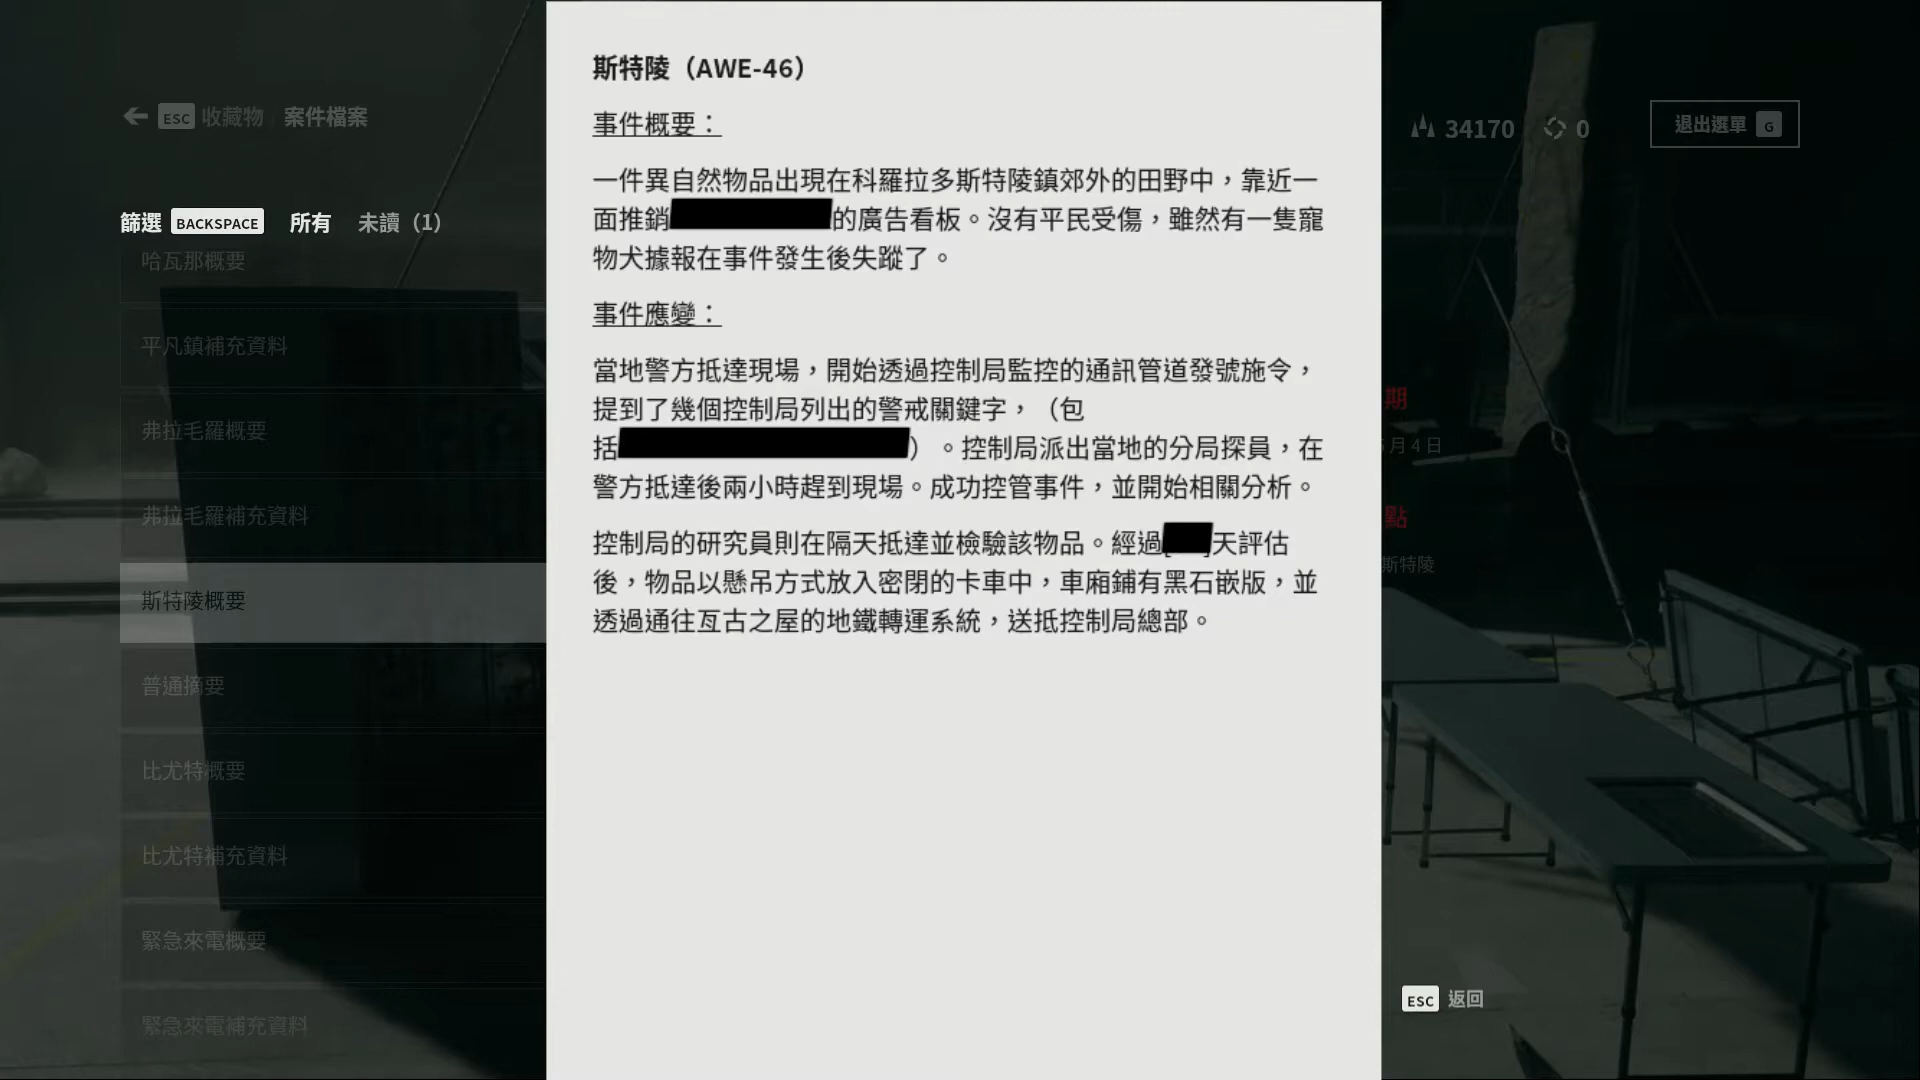 ESC 收藏物 / 案件檔案
篩選 BACKSPACE 所有 未讀（1）
哈瓦那概要
平凡鎮補充資料
弗拉毛羅概要
弗拉毛羅補充資料
斯特陵概要
普通摘要
比尤特概要
比尤特補充資料
緊急來電概要
緊急來電補充資料
斯特陵（AWE-46）
事件概要：
一件異自然物品出現在科羅拉多斯特陵鎮郊外的田野中，靠近一
面推銷的廣告看板。沒有平民受傷，雖然有一隻寵
物犬據報在事件發生後失蹤了。
事件應變：
當地警方抵達現場，開始透過控制局監控的通訊管道發號施令，
提到了幾個控制局列出的警戒關鍵字，（包
括）。控制局派出當地的分局探員，在
警方抵達後兩小時趕到現場。成功控管事件，並開始相關分析。
控制局的研究員則在隔天抵達並檢驗該物品。經過天評估
後，物品以懸吊方式放入密閉的卡車中，車廂鋪有黑石嵌版，並
透過通往亙古之屋的地鐵轉運系統，送抵控制局總部。
34170 0
退出選單 G
期
月 4 日
點
斯特陵
ESC 返回